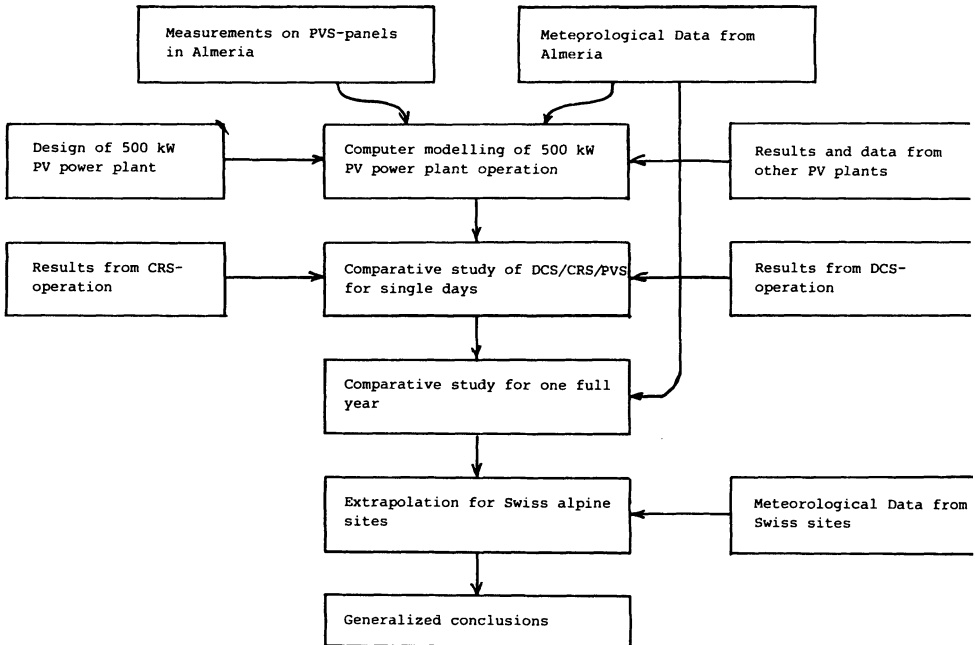 Measurements on PVS-panels
in Almeria
Meteprological Data from
Almeria
Design of 500 kW
PV power plant
Computer modelling of 500 kW
PV power plant operation
Results and data from
other PV plants
Results from CRS-
operation
Comparative study of DCS/CRS/PVS
for single days
Results from DCS-
operation
Comparative study for one full
year
Extrapolation for Swiss alpine
sites
Meteorological Data from
Swiss sites
Generalized conclusions